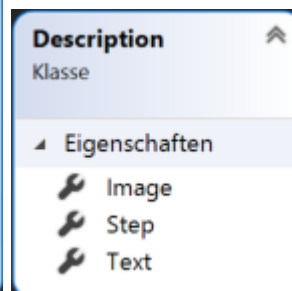 Description
Klasse
Eigenschaften
Image
Step
Text